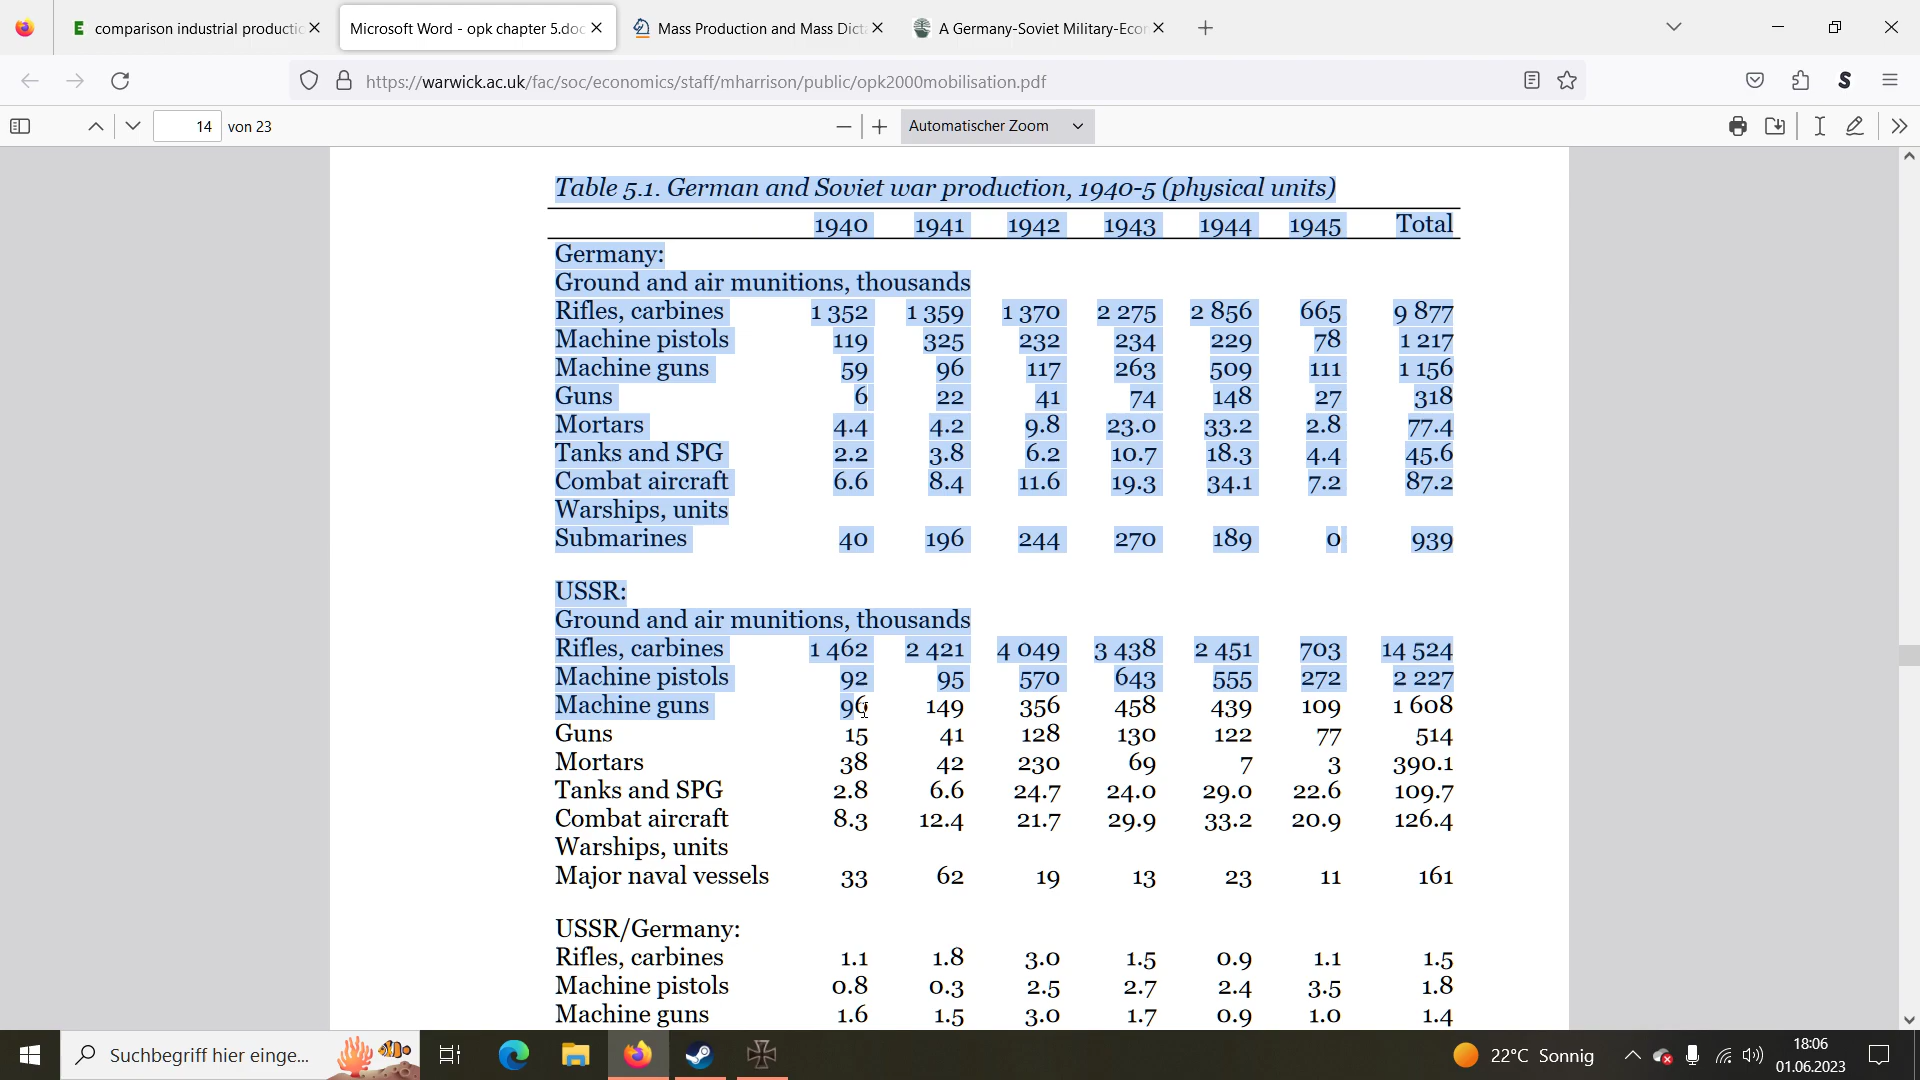 comparison industrial productio
Microsoft Word - opk chapter 5.doc
Mass Production and Mass Dicta
A Germany-Soviet Military-Econ
https://warwick.ac.uk/fac/soc/economics/staff/mharrison/public/opk2000mobilisation.pdf
14 von 23
Automatischer Zoom
Table 5.1. German and Soviet war production, 1940-5 (physical units)
1940 1941 1942 1943 1944 1945 Total
Germany:
Ground and air munitions, thousands
Rifles, carbines 1 352 1 359 1 370 2 275 2 856 665 9 877
Machine pistols 119 325 232 234 229 78 1 217
Machine guns 59 96 117 263 509 111 1 156
Guns 6 22 41 74 148 27 318
Mortars 4.4 4.2 9.8 23.0 33.2 2.8 77.4
Tanks and SPG 2.2 3.8 6.2 10.7 18.3 4.4 45.6
Combat aircraft 6.6 8.4 11.6 19.3 34.1 7.2 87.2
Warships, units
Submarines 40 196 244 270 189 0 939
USSR:
Ground and air munitions, thousands
Rifles, carbines 1 462 2 421 4 049 3 438 2 451 703 14 524
Machine pistols 92 95 570 643 555 272 2 227
Machine guns 96 149 356 458 439 109 1 608
Guns 15 41 128 130 122 77 514
Mortars 38 42 230 69 7 3 390.1
Tanks and SPG 2.8 6.6 24.7 24.0 29.0 22.6 109.7
Combat aircraft 8.3 12.4 21.7 29.9 33.2 20.9 126.4
Warships, units
Major naval vessels 33 62 19 13 23 11 161
USSR/Germany:
Rifles, carbines 1.1 1.8 3.0 1.5 0.9 1.1 1.5
Machine pistols 0.8 0.3 2.5 2.7 2.4 3.5 1.8
Machine guns 1.6 1.5 3.0 1.7 0.9 1.0 1.4
Suchbegriff hier einge...
22°C Sonnig
18:06
01.06.2023